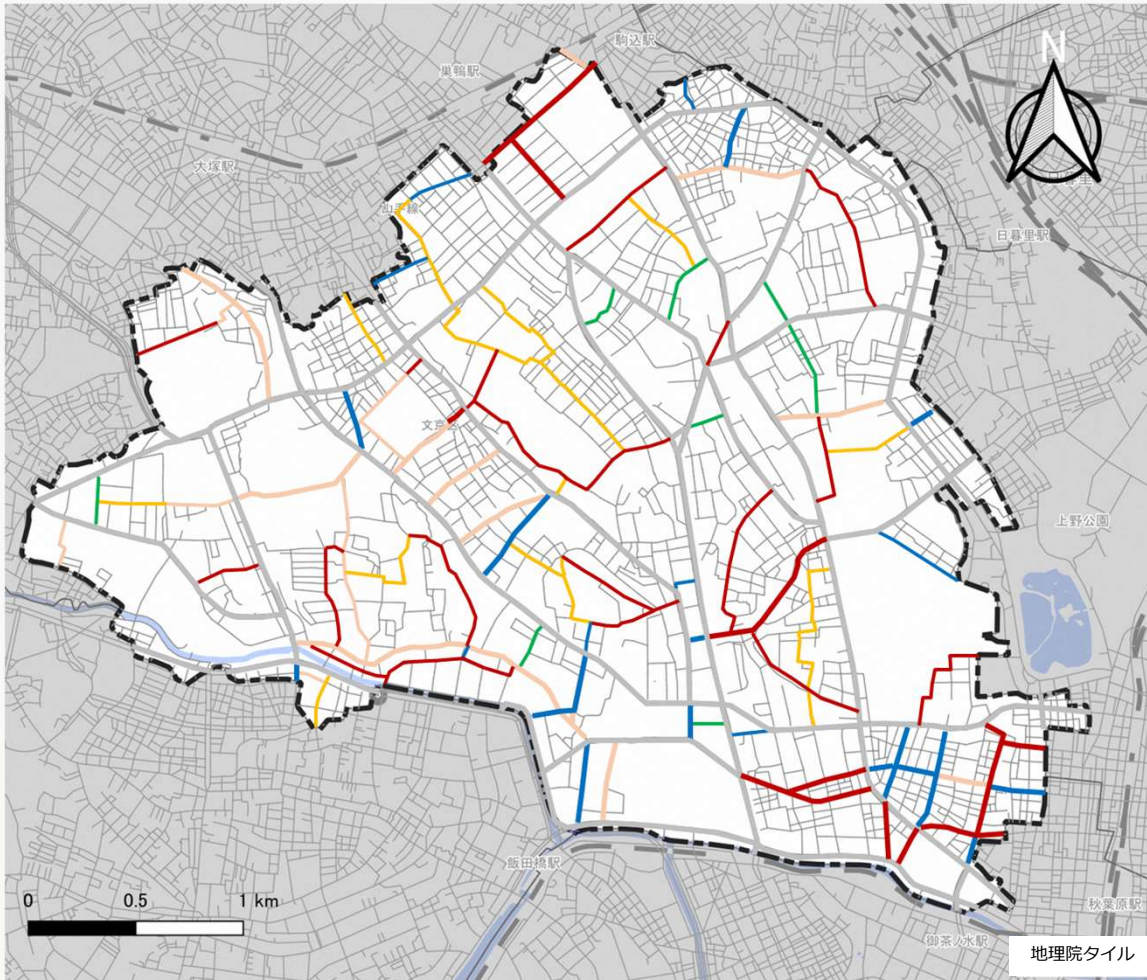 駒込駅
N
巣鴨駅
大塚駅
山手線
日暮里駅
文京区
上野公園
飯田橋駅
0 0.5 1 km
秋葉原駅
御茶ノ水駅
地理院タイル